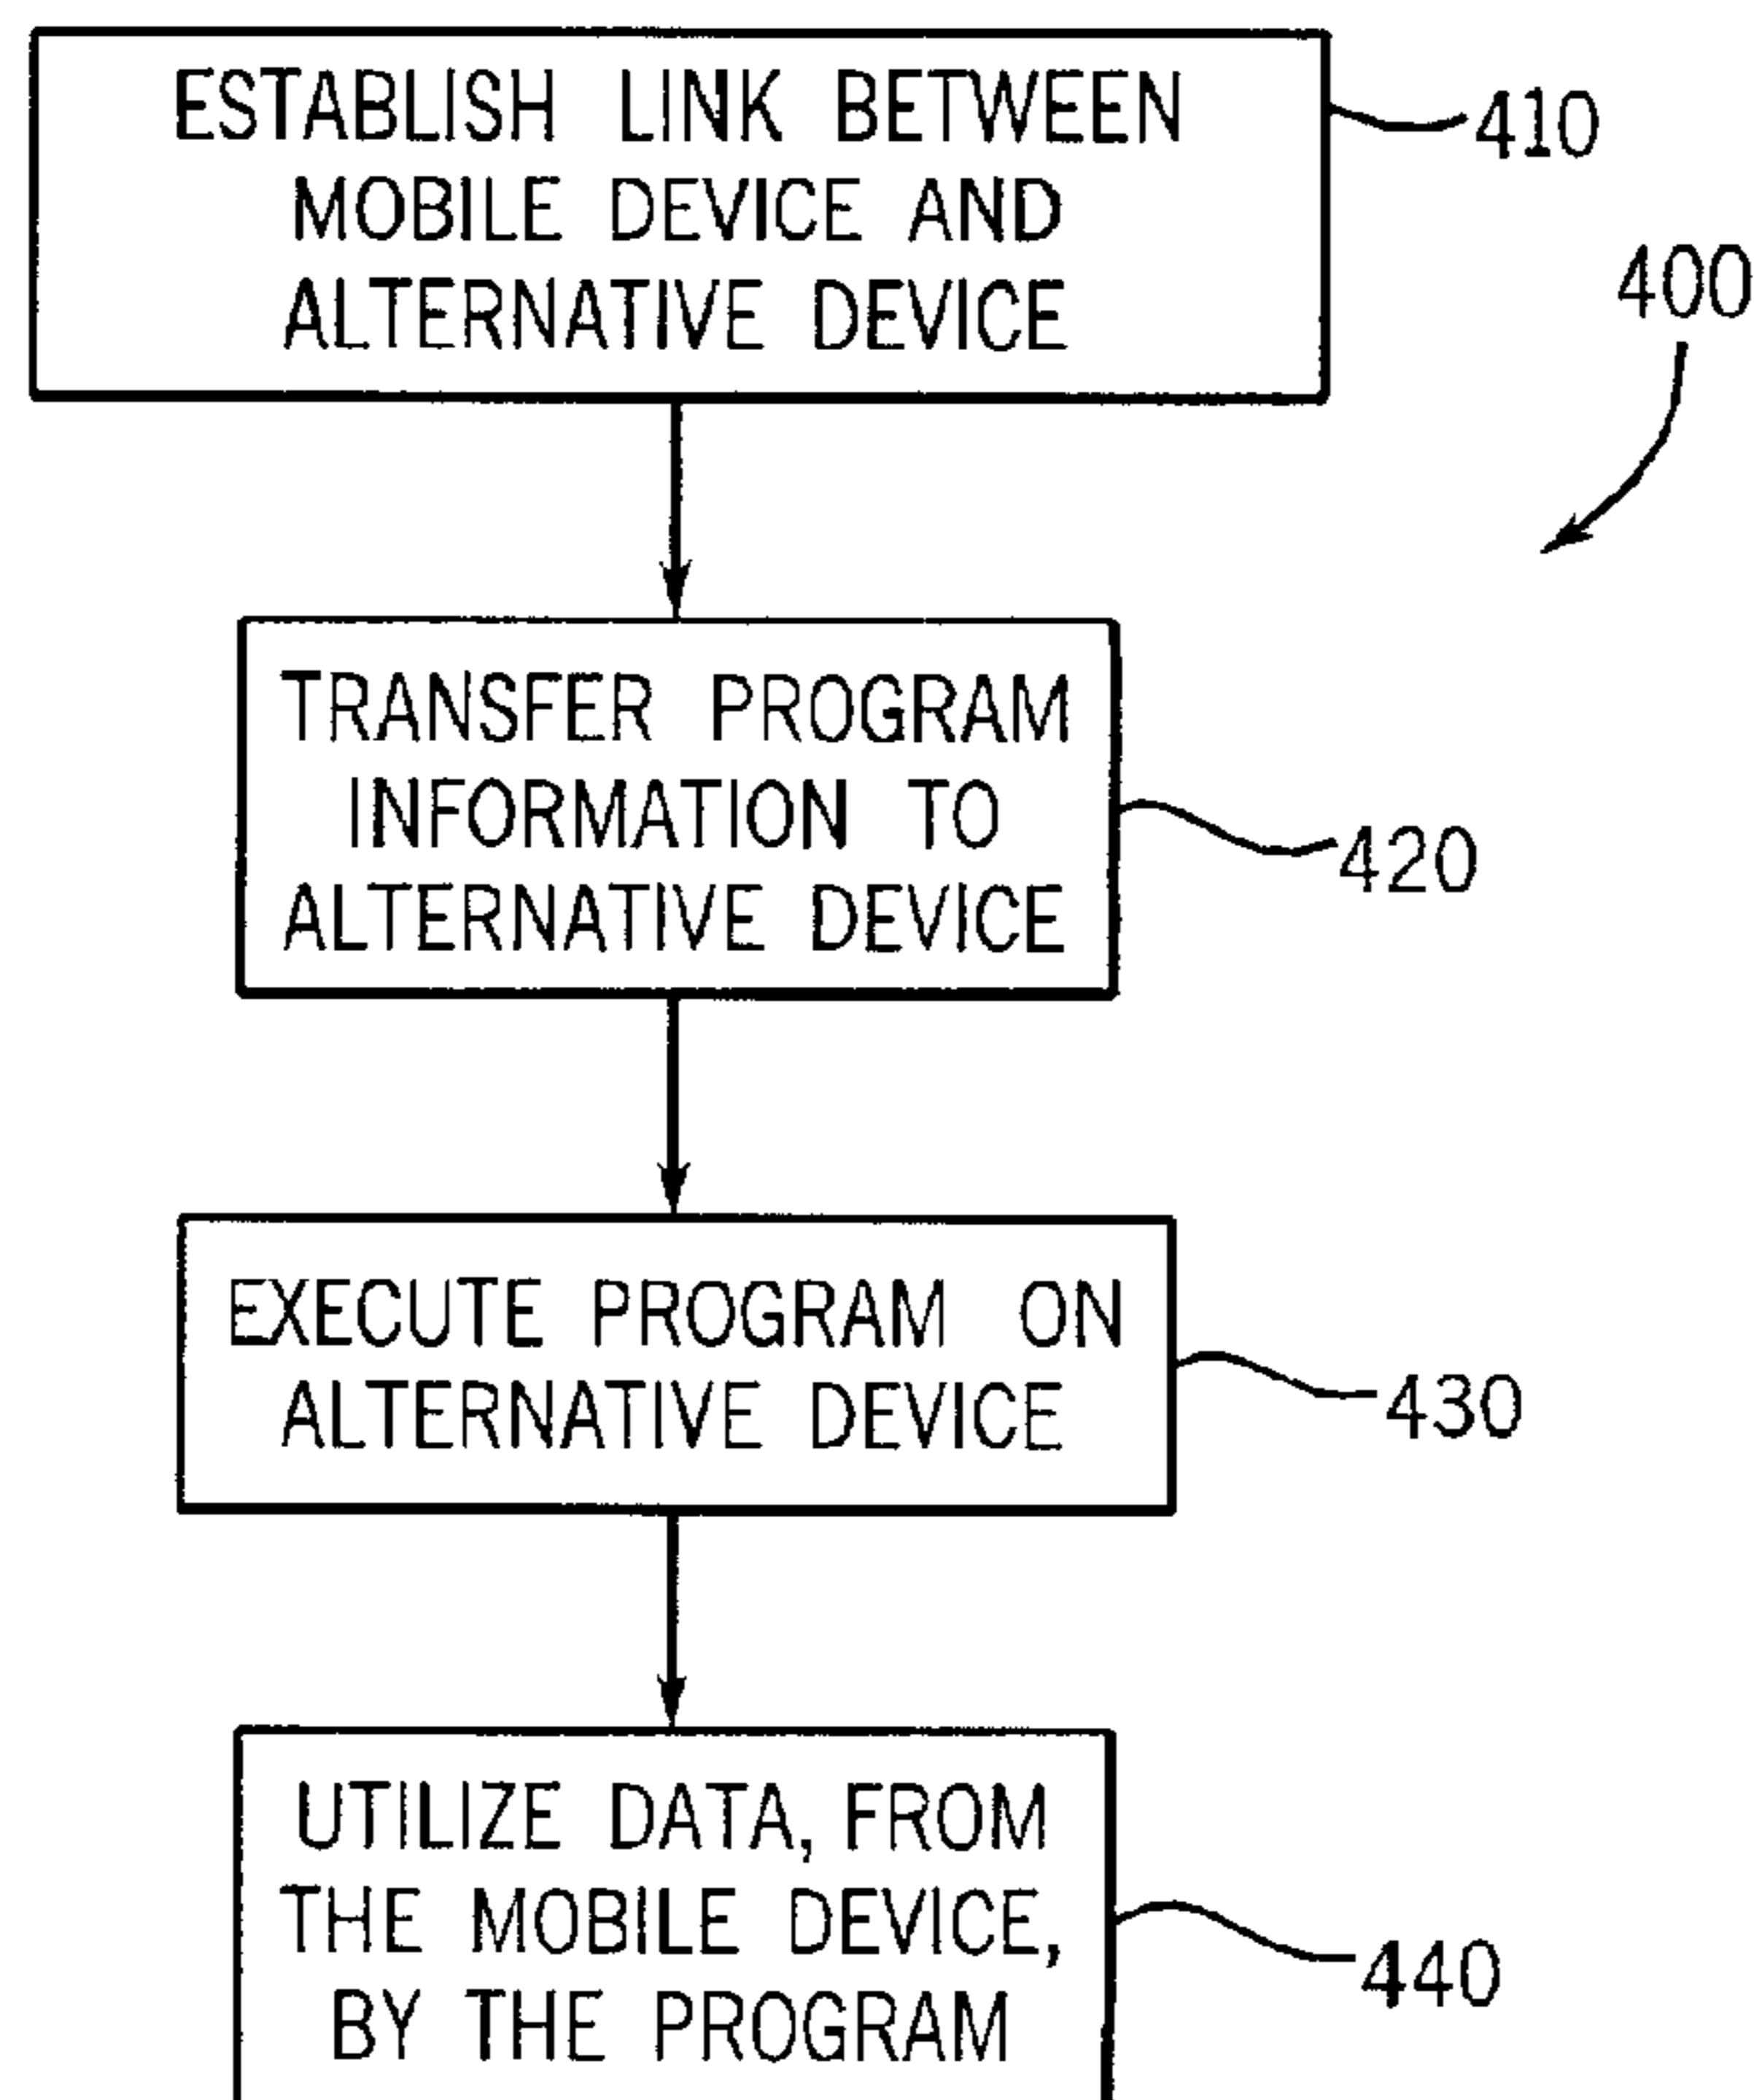 ESTABLISH LINK BETWEEN
MOBILE DEVICE AND
ALTERNATIVE DEVICE
410
400
TRANSFER PROGRAM
INFORMATION TO
ALTERNATIVE DEVICE
420
EXECUTE PROGRAM ON
ALTERNATIVE DEVICE
430
UTILIZE DATA, FROM
THE MOBILE DEVICE,
BY THE PROGRAM
440